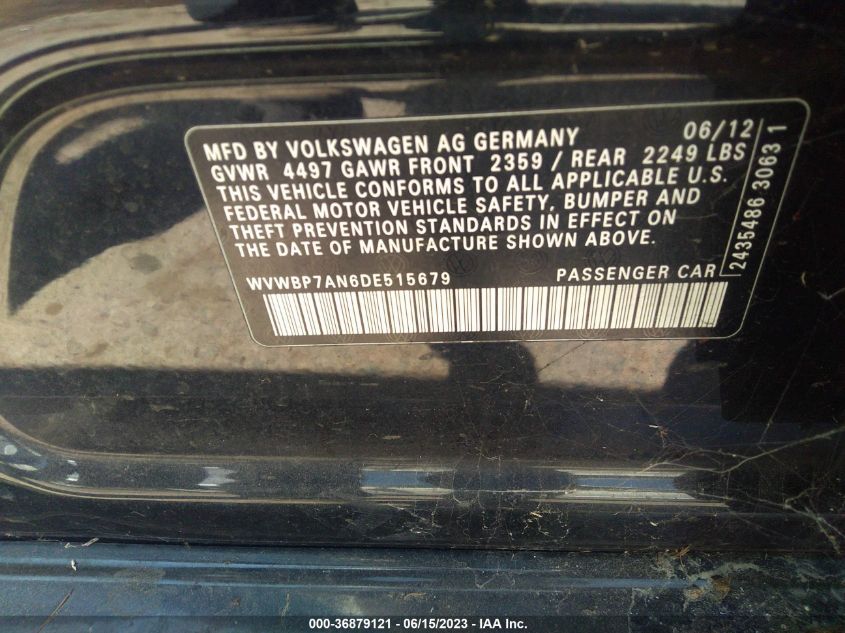 MFD BY VOLKSWAGEN AG GERMANY 06/12
GVWR 4497 GAWR FRONT 2359 / REAR 2249 LBS
THIS VEHICLE CONFORMS TO ALL APPLICABLE U.S.
FEDERAL MOTOR VEHICLE SAFETY, BUMPER AND
THEFT PREVENTION STANDARDS IN EFFECT ON
THE DATE OF MANUFACTURE SHOWN ABOVE.
WVWBP7AN6DE515679 PASSENGER CAR
2435486 30631
000-36879121 - 06/15/2023 - IAA Inc.